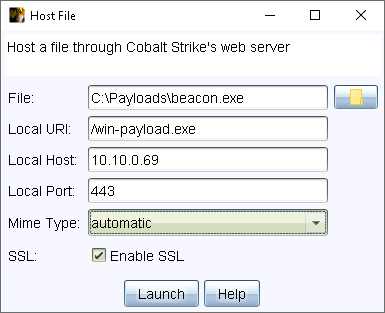 Host File
Host a file through Cobalt Strike's web server
File: C:\Payloads\beacon.exe
Local URI: /win-payload.exe
Local Host: 10.10.0.69
Local Port: 443
Mime Type: automatic
SSL: Enable SSL
Launch Help